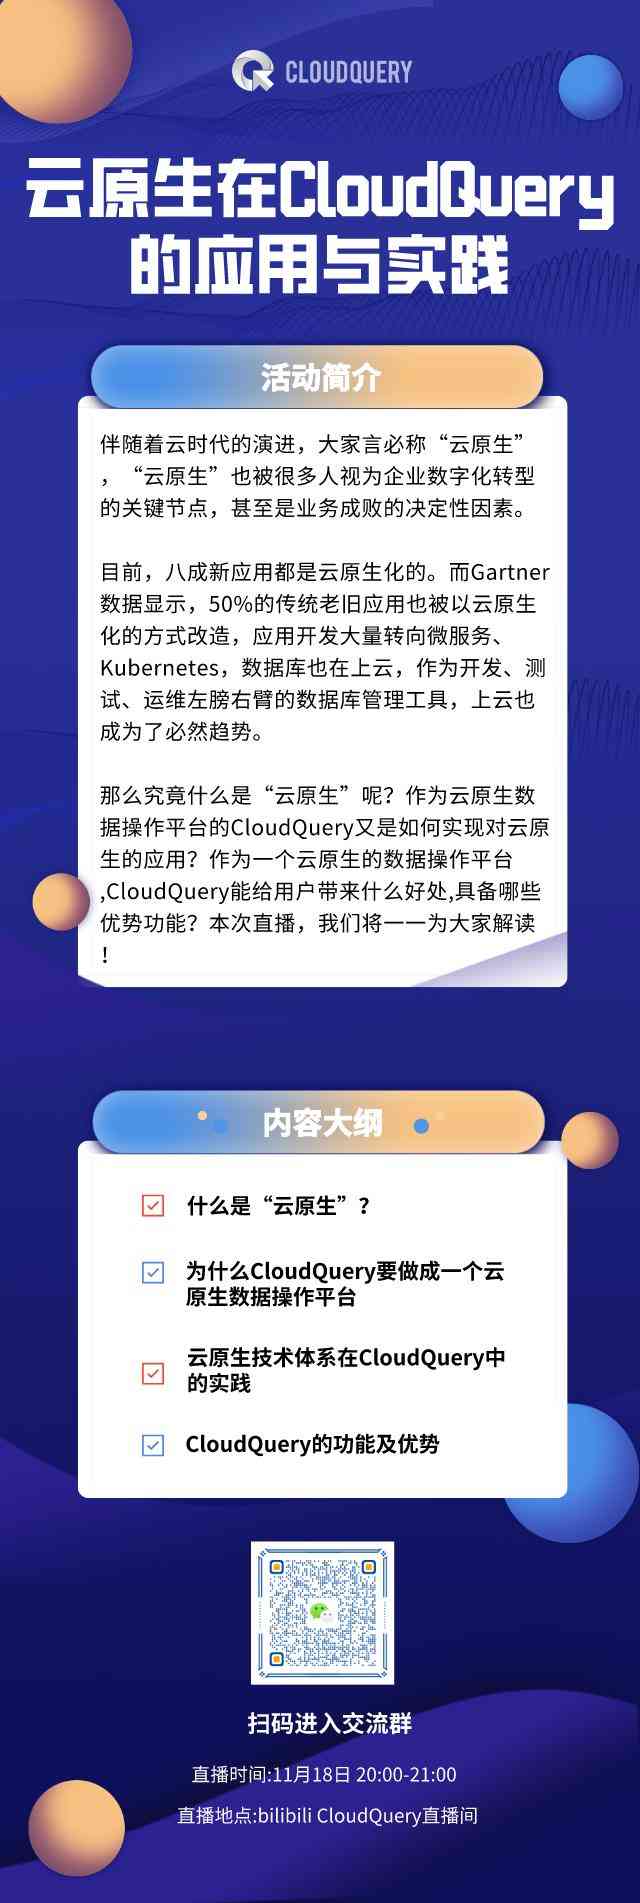 CLOUDQUERY
云原生在CloudQuery
的应用与实践
活动简介
伴随着云时代的演进，大家言必称“云原生”
，“云原生”也被很多人视为企业数字化转型
的关键节点，甚至是业务成败的决定性因素。
目前，八成新应用都是云原生化的。而Gartner
数据显示，50%的传统老旧应用也被以云原生
化的方式改造，应用开发大量转向微服务、
Kubernetes，数据库也在上云，作为开发、测
试、运维左膀右臂的数据库管理工具，上云也
成为了必然趋势。
那么究竟什么是“云原生”呢？作为云原生数
据操作平台的CloudQuery又是如何实现对云原
生的应用？作为一个云原生的数据操作平台
,CloudQuery能给用户带来什么好处,具备哪些
优势功能？本次直播，我们将一一为大家解读
！
内容大纲
什么是“云原生”？
为什么CloudQuery要做成一个云
原生数据操作平台
云原生技术体系在CloudQuery中
的实践
CloudQuery的功能及优势
扫码进入交流群
直播时间:11月18日 20:00-21:00
直播地点:bilibili CloudQuery直播间